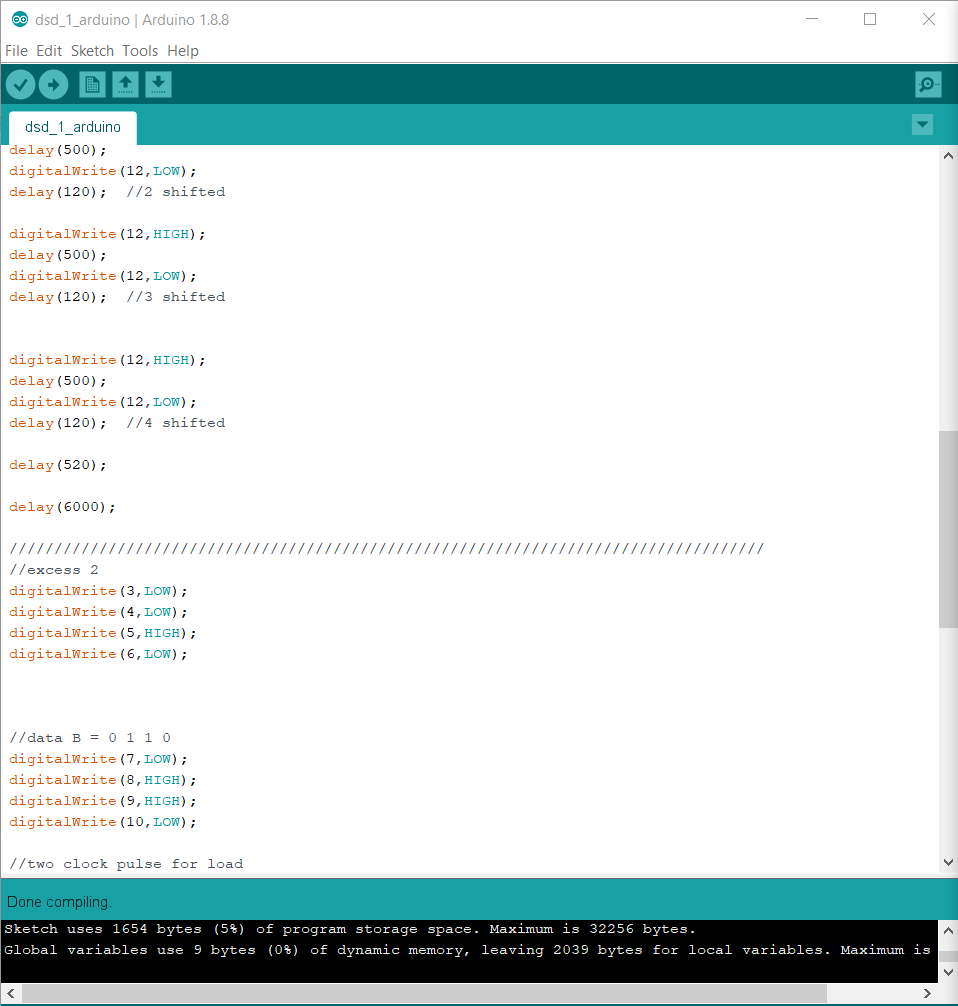 dsd_1_arduino | Arduino 1.8.8
File Edit Sketch Tools Help
dsd_1_arduino
delay(500);
digitalWrite(12,LOW);
delay(120);  //2 shifted
digitalWrite(12,HIGH);
delay(500);
digitalWrite(12,LOW);
delay(120);  //3 shifted
digitalWrite(12,HIGH);
delay(500);
digitalWrite(12,LOW);
delay(120);  //4 shifted
delay(520);
delay(6000);
////////////////////////////////////////////////////////////////////////////////////
//excess 2
digitalWrite(3,LOW);
digitalWrite(4,LOW);
digitalWrite(5,HIGH);
digitalWrite(6,LOW);
//data B = 0 1 1 0
digitalWrite(7,LOW);
digitalWrite(8,HIGH);
digitalWrite(9,HIGH);
digitalWrite(10,LOW);
//two clock pulse for load
Done compiling.
Sketch uses 1654 bytes (5%) of program storage space. Maximum is 32256 bytes.
Global variables use 9 bytes (0%) of dynamic memory, leaving 2039 bytes for local variables. Maximum is